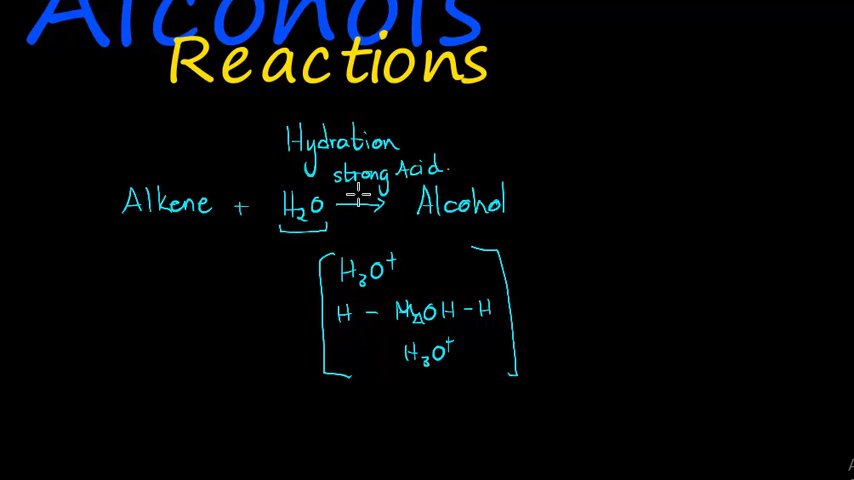 Alcohols
Reactions
Hydration
strong Acid.
Alkene + H₂O → Alcohol
H₃O⁺
H - OH - H
H₃O⁺